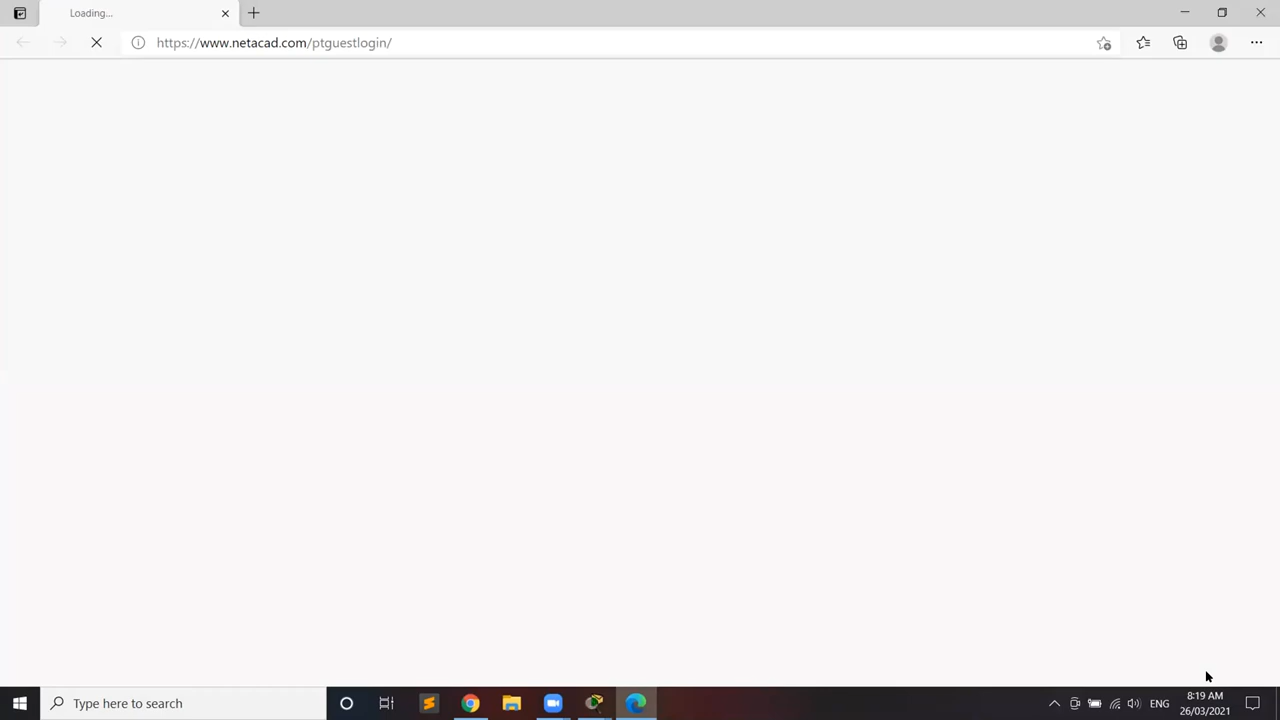 Loading...
https://www.netacad.com/ptguestlogin/
Type here to search
ENG
8:19 AM
26/03/2021